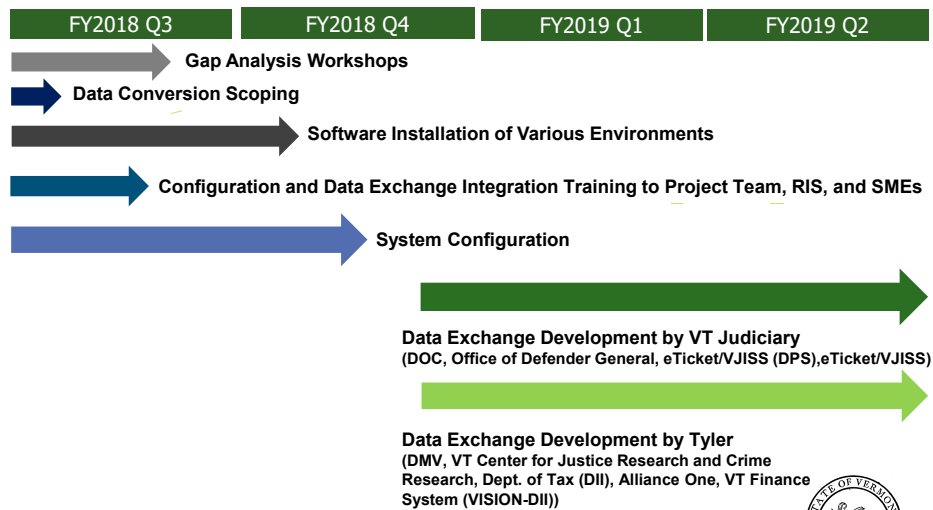 FY2018 Q3 FY2018 Q4 FY2019 Q1 FY2019 Q2
Gap Analysis Workshops
Data Conversion Scoping
Software Installation of Various Environments
Configuration and Data Exchange Integration Training to Project Team, RIS, and SMEs
System Configuration
Data Exchange Development by VT Judiciary
(DOC, Office of Defender General, eTicket/VJISS (DPS),eTicket/VJISS)
Data Exchange Development by Tyler
(DMV, VT Center for Justice Research and Crime
Research, Dept. of Tax (DII), Alliance One, VT Finance
System (VISION-DII))
OF VERMON